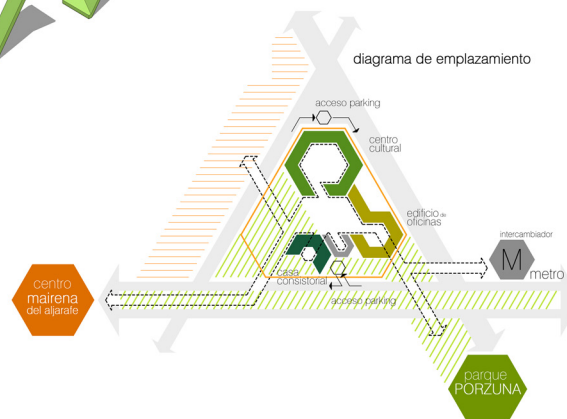 diagrama de emplazamiento
acceso parking
centro
cultural
edificio de
oficinas
intercambiador
M
metro
casa
consistorial
acceso parking
centro
mairena
del aljarafe
parque
PORZUNA